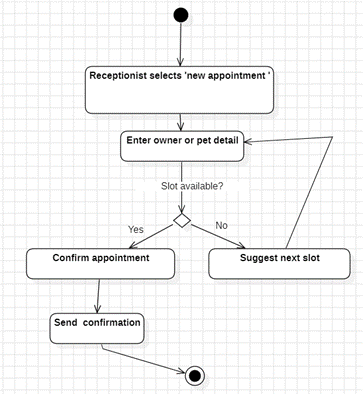 Receptionist selects 'new appointment '
Enter owner or pet detail
Slot available?
Yes
No
Confirm appointment
Suggest next slot
Send  confirmation